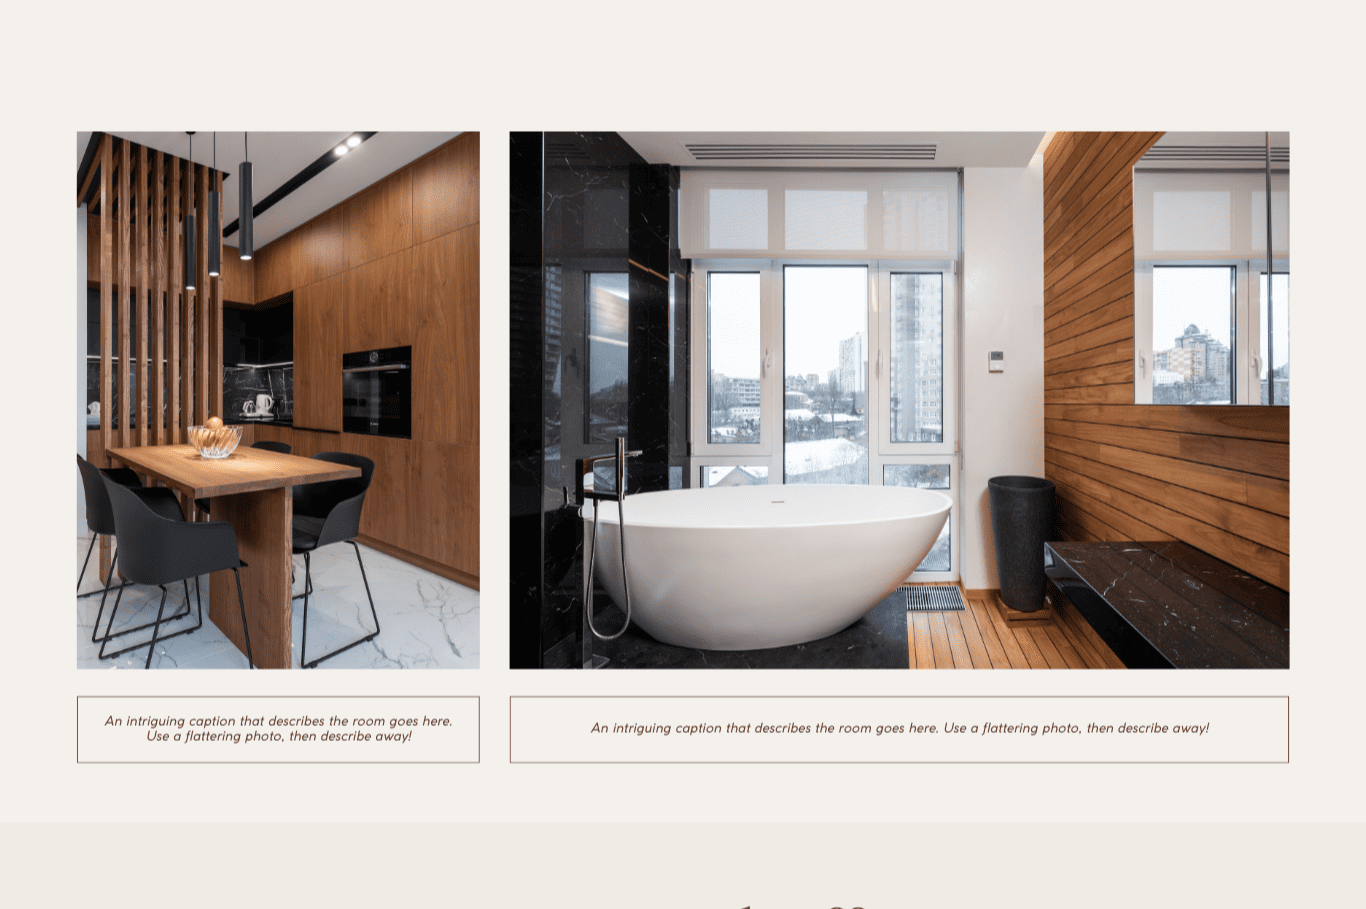 An intriguing caption that describes the room goes here.
Use a flattering photo, then describe away!
An intriguing caption that describes the room goes here. Use a flattering photo, then describe away!